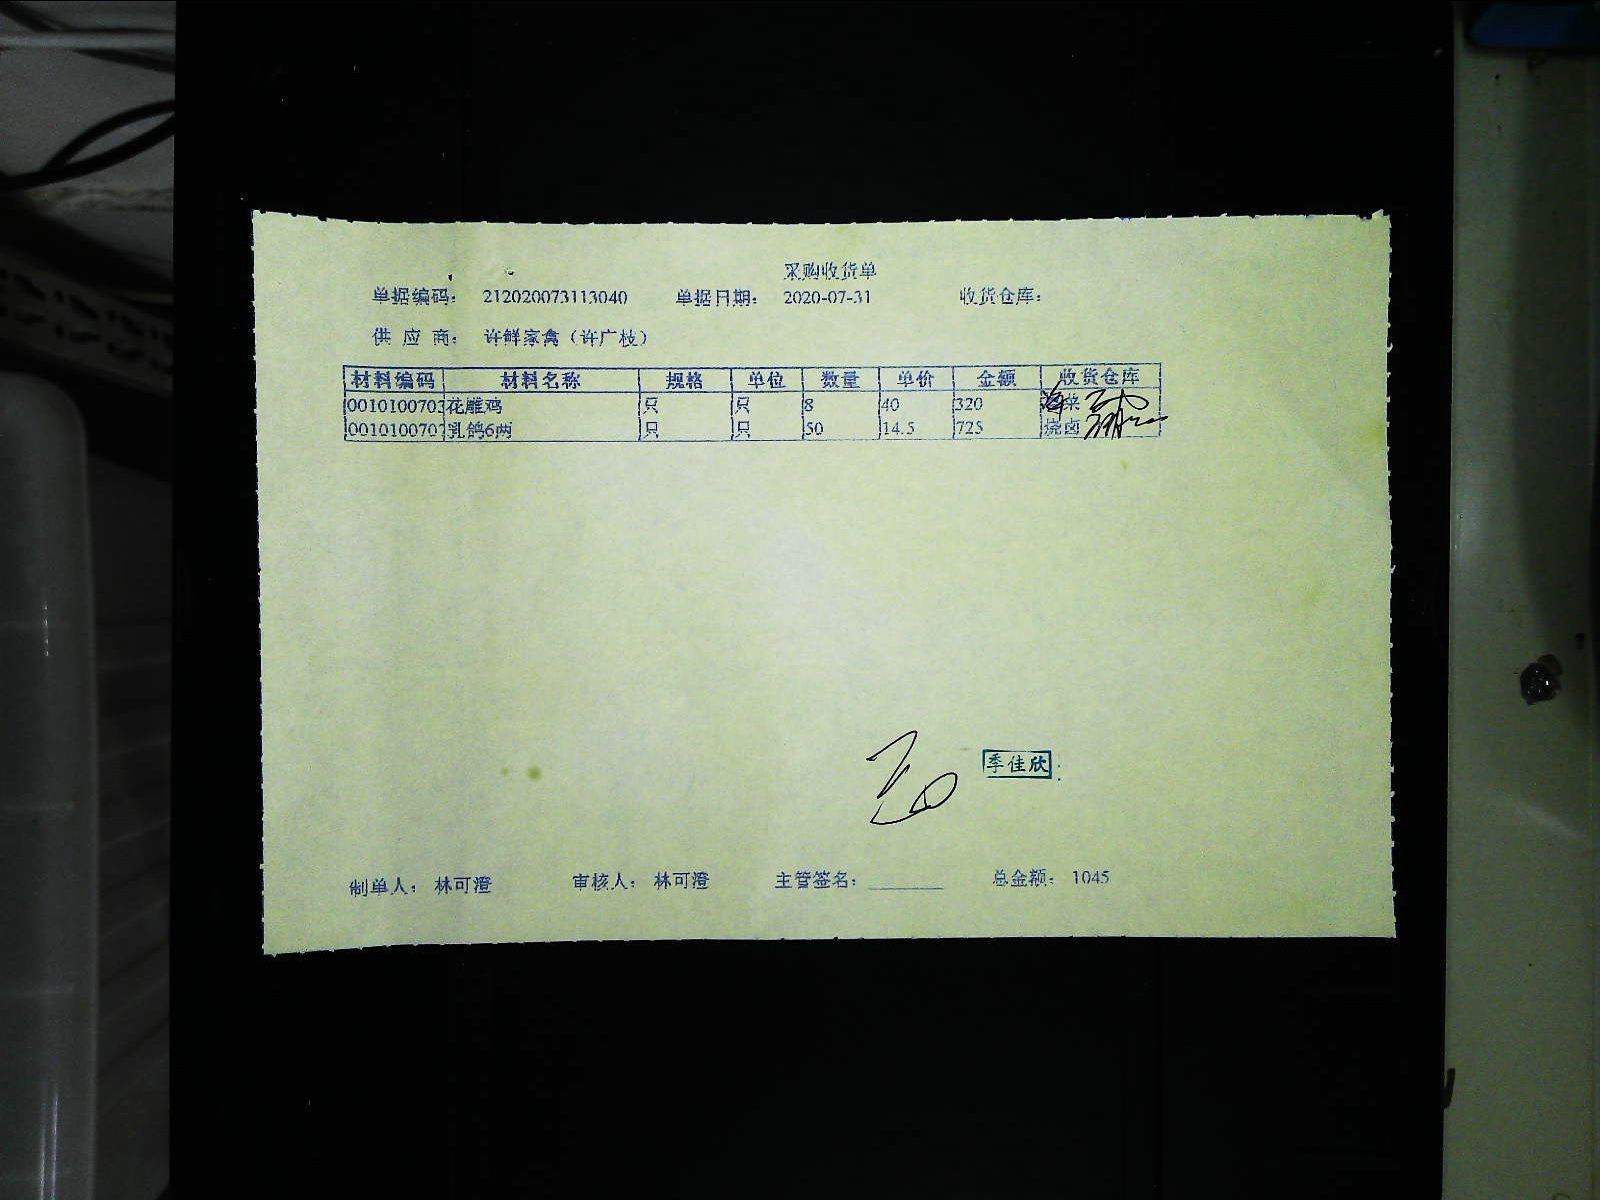 采购收货单
单据编码: 212020073113040 单据日期: 2020-07-31 收货仓库:
供应商: 许鲜家禽(许广枝)
材料编码 材料名称 规格 单位 数量 单价 金额 收货仓库
0010100703 花雕鸡 只 只 8 40 320 菜
0010100707 乳鸽6两 只 只 50 14.5 725 烧卤
季佳欣
制单人: 林可澄 审核人: 林可澄 主管签名: ________ 总金额: 1045